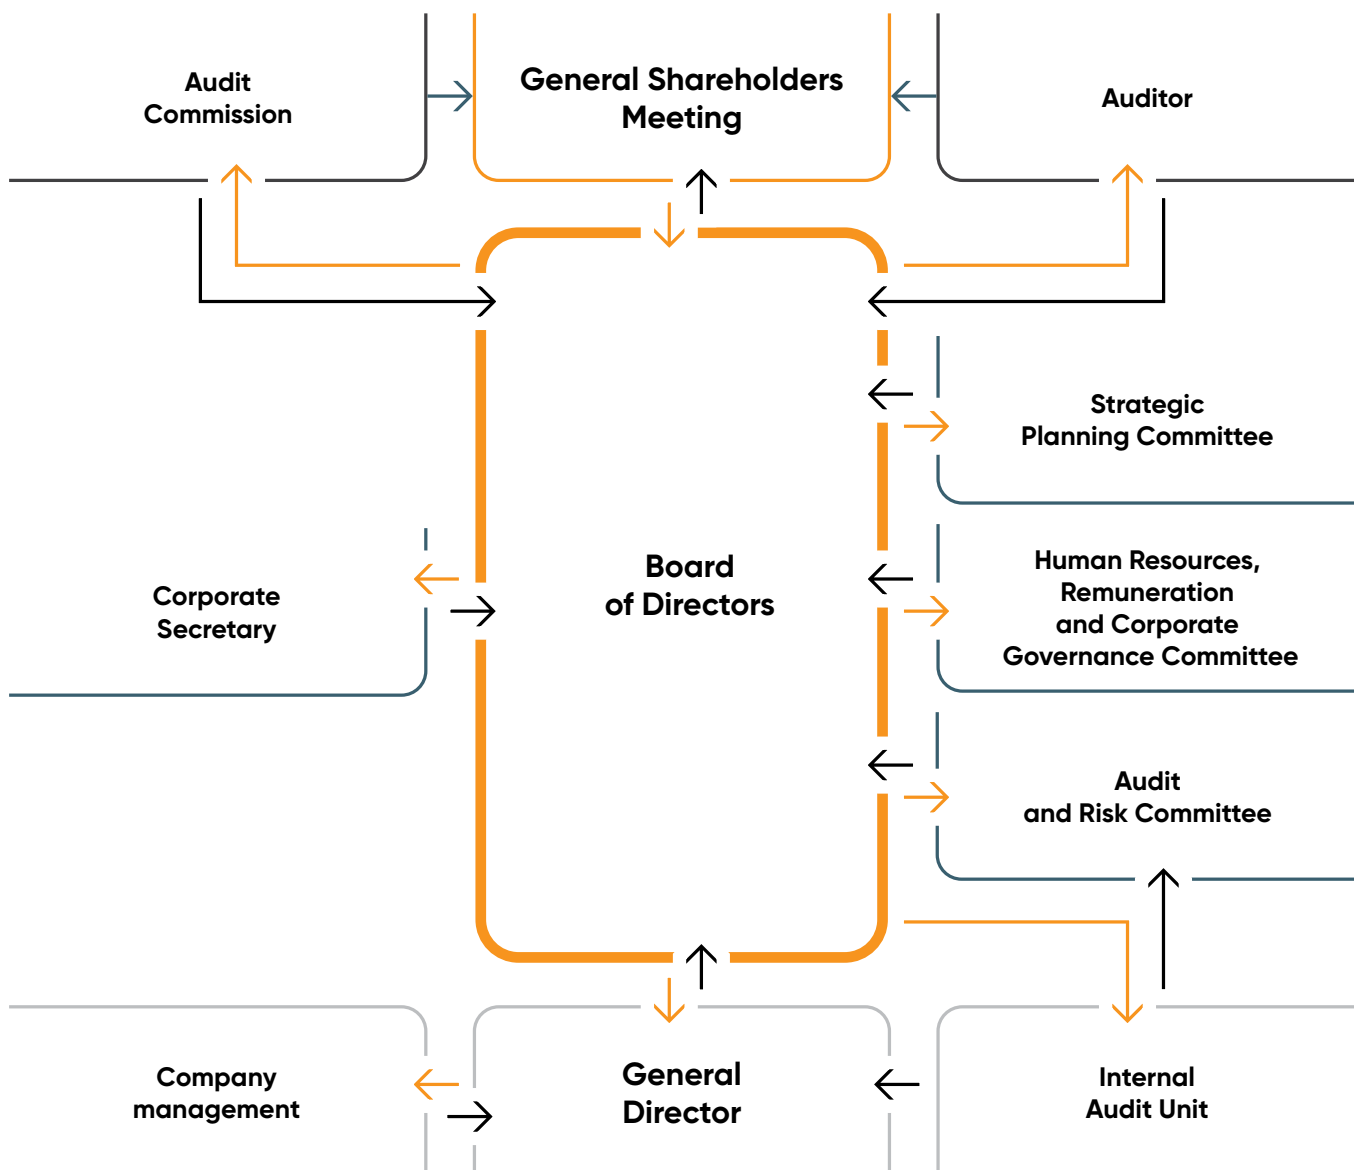 Audit
Commission
General Shareholders
Meeting
Auditor
Strategic
Planning Committee
Board
of Directors
Corporate
Secretary
Human Resources,
Remuneration
and Corporate
Governance Committee
Audit
and Risk Committee
Company
management
General
Director
Internal
Audit Unit